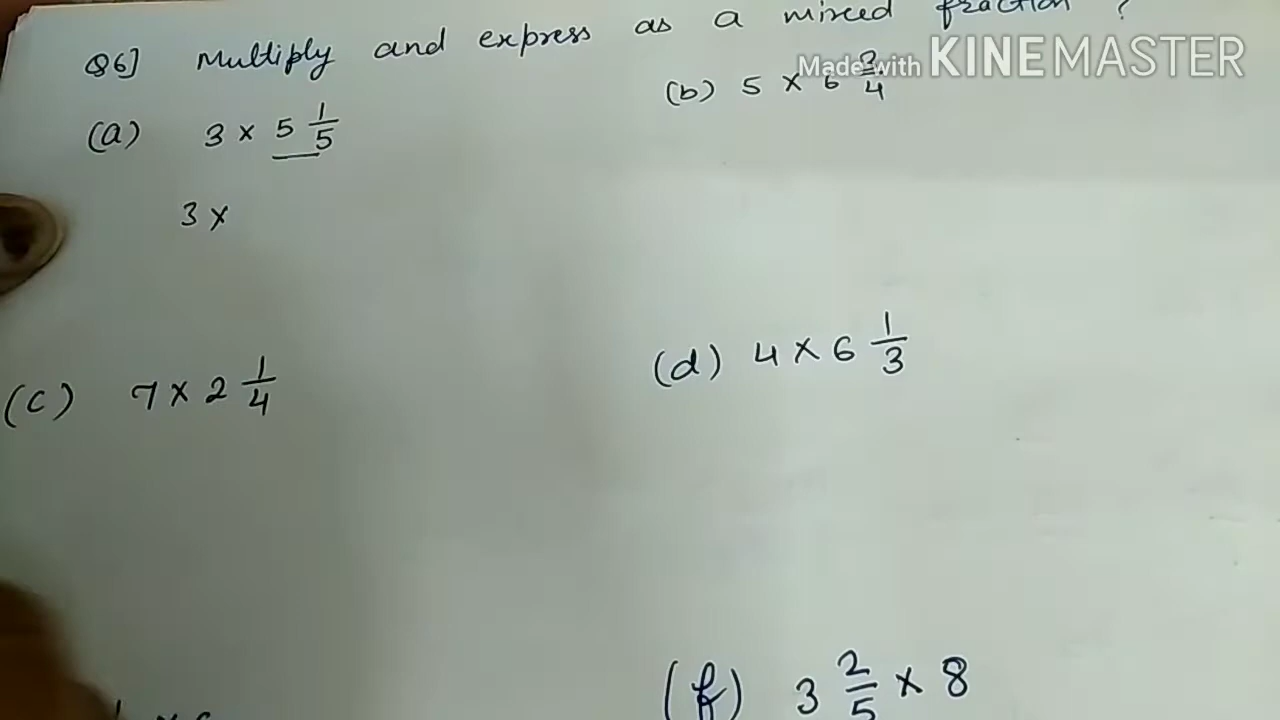 Q6] Multiply and express as a mixed fraction ?
(a) 3 × 5 1/5
(b) 5 × 6 3/4
Made with KINEMASTER
3 ×
(c) 7 × 2 1/4
(d) 4 × 6 1/3
(f) 3 2/5 × 8